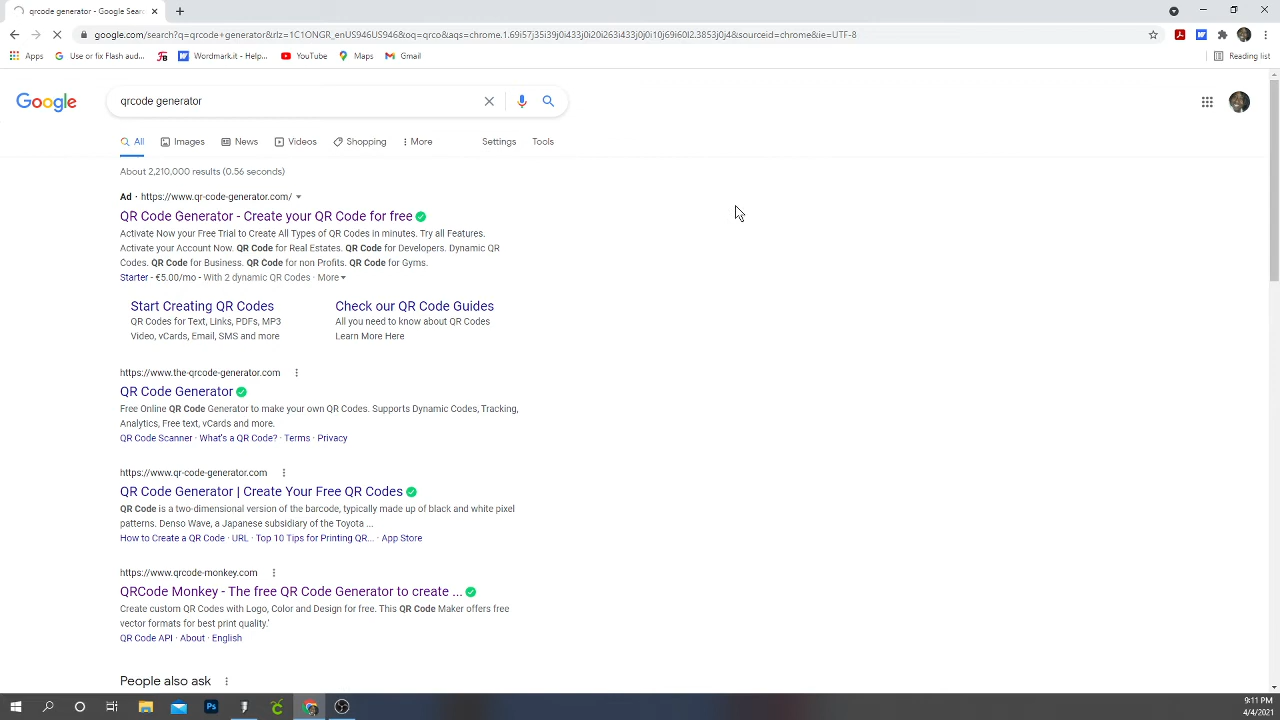 qrcode generator - Google Sear
google.com/search?q=qrcode+generator&rlz=1C1ONGR_enUS946US946&oq=qrco&aqs=chrome.1.69i57j35i39j0i433j0i20i263i433j0i0i10j69i60l2.3853j0j4&sourceid=chrome&ie=UTF-8
Apps Use or fix Flash aud... Wordmark.it - Help... YouTube Maps Gmail Reading list
Google qrcode generator
All Images News Videos Shopping More Settings Tools
About 2,210,000 results (0.56 seconds)
Ad · https://www.qr-code-generator.com/
QR Code Generator - Create your QR Code for free
Activate Now your Free Trial to Create All Types of QR Codes in minutes. Try all Features.
Activate your Account Now. QR Code for Real Estates. QR Code for Developers. Dynamic QR
Codes. QR Code for Business. QR Code for non Profits. QR Code for Gyms.
Starter - €5.00/mo - With 2 dynamic QR Codes · More
Start Creating QR Codes
QR Codes for Text, Links, PDFs, MP3
Video, vCards, Email, SMS and more
Check our QR Code Guides
All you need to know about QR Codes
Learn More Here
https://www.the-qrcode-generator.com
QR Code Generator
Free Online QR Code Generator to make your own QR Codes. Supports Dynamic Codes, Tracking,
Analytics, Free text, vCards and more.
QR Code Scanner · What's a QR Code? · Terms · Privacy
https://www.qr-code-generator.com
QR Code Generator | Create Your Free QR Codes
QR Code is a two-dimensional version of the barcode, typically made up of black and white pixel
patterns. Denso Wave, a Japanese subsidiary of the Toyota ...
How to Create a QR Code · URL · Top 10 Tips for Printing QR... · App Store
https://www.qrcode-monkey.com
QRCode Monkey - The free QR Code Generator to create ...
Create custom QR Codes with Logo, Color and Design for free. This QR Code Maker offers free
vector formats for best print quality.'
QR Code API · About · English
People also ask
Ps
9:11 PM
4/4/2021